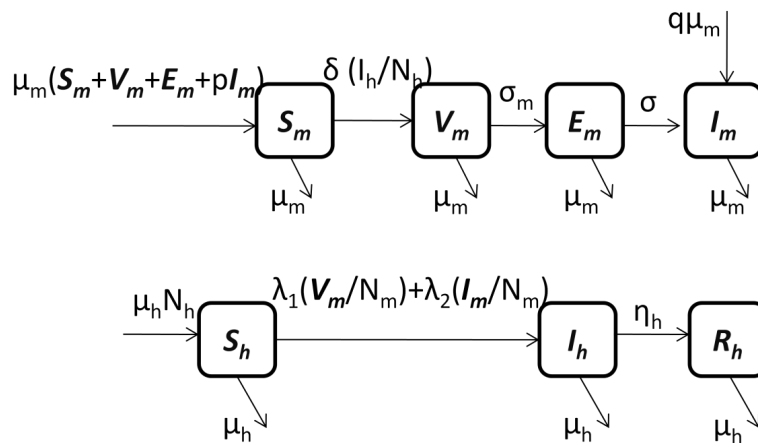 qμm
μm(Sm+Vm+Em+pIm)
δ (Ih/Nh)
σm
σ
Sm
Vm
Em
Im
μm
μm
μm
μm
μhNh
λ1(Vm/Nm)+λ2(Im/Nm)
ηh
Sh
Ih
Rh
μh
μh
μh